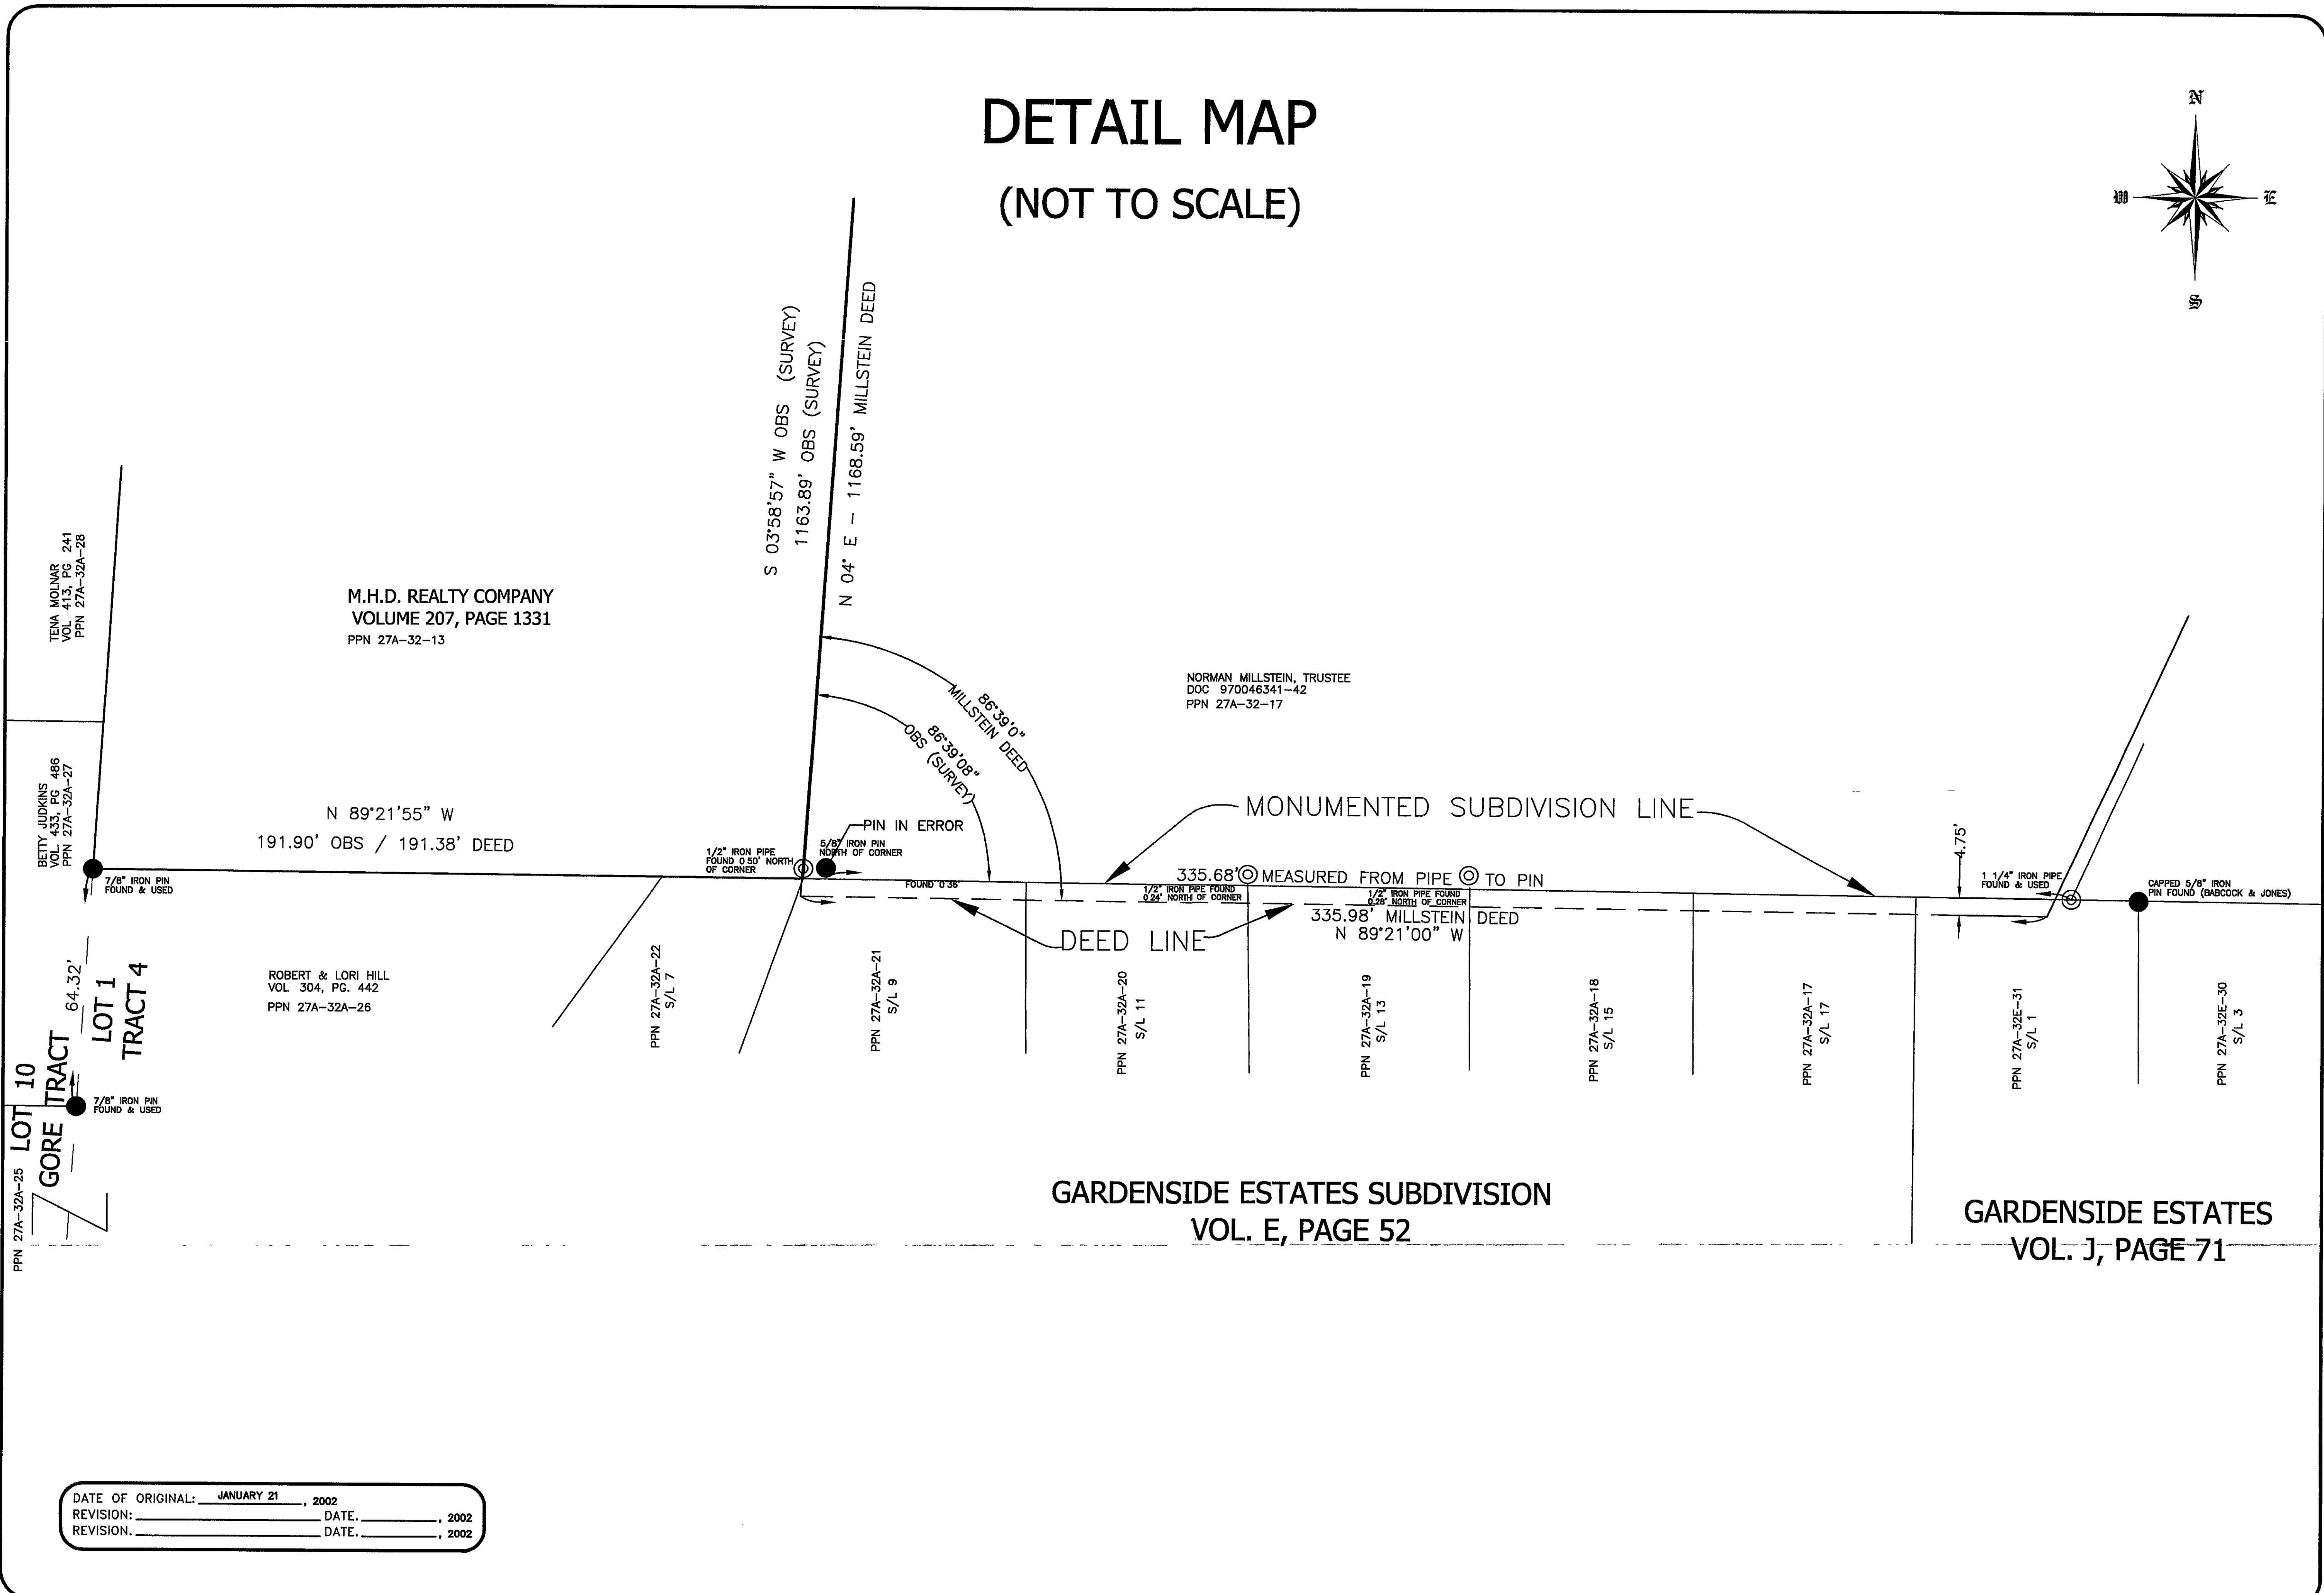 DETAIL MAP
(NOT TO SCALE)
N
W
E
S
S 03°58'57" W OBS (SURVEY)
1163.89' OBS (SURVEY)
N 04° E - 1168.59' MILLSTEIN DEED
TENA MOLNAR
VOL 413, PG 241
PPN 27A-32A-28
M.H.D. REALTY COMPANY
VOLUME 207, PAGE 1331
PPN 27A-32-13
NORMAN MILLSTEIN, TRUSTEE
DOC 970046341-42
PPN 27A-32-17
86°39'0"
MILLSTEIN DEED
86°39'08"
OBS (SURVEY)
BETTY JUDKINS
VOL 433, PG 486
PPN 27A-32A-27
N 89°21'55" W
191.90' OBS / 191.38' DEED
MONUMENTED SUBDIVISION LINE
PIN IN ERROR
5/8" IRON PIN
NORTH OF CORNER
1/2" IRON PIPE
FOUND 0 50' NORTH
OF CORNER
4.75'
7/8" IRON PIN
FOUND & USED
FOUND 0 36'
335.68' MEASURED FROM PIPE TO PIN
1/2" IRON PIPE FOUND
0 24' NORTH OF CORNER
1/2" IRON PIPE FOUND
0.28' NORTH OF CORNER
1 1/4" IRON PIPE
FOUND & USED
CAPPED 5/8" IRON
PIN FOUND (BABCOCK & JONES)
335.98' MILLSTEIN DEED
N 89°21'00" W
DEED LINE
64.32'
LOT 1
TRACT 4
ROBERT & LORI HILL
VOL 304, PG. 442
PPN 27A-32A-26
PPN 27A-32A-22
S/L 7
PPN 27A-32A-21
S/L 9
PPN 27A-32A-20
S/L 11
PPN 27A-32A-19
S/L 13
PPN 27A-32A-18
S/L 15
PPN 27A-32A-17
S/L 17
PPN 27A-32E-31
S/L 1
PPN 27A-32E-30
S/L 3
LOT 10
GORE TRACT
7/8" IRON PIN
FOUND & USED
PPN 27A-32A-25
GARDENSIDE ESTATES SUBDIVISION
VOL. E, PAGE 52
GARDENSIDE ESTATES
VOL. J, PAGE 71
DATE OF ORIGINAL: JANUARY 21, 2002
REVISION: DATE. , 2002
REVISION. DATE. , 2002